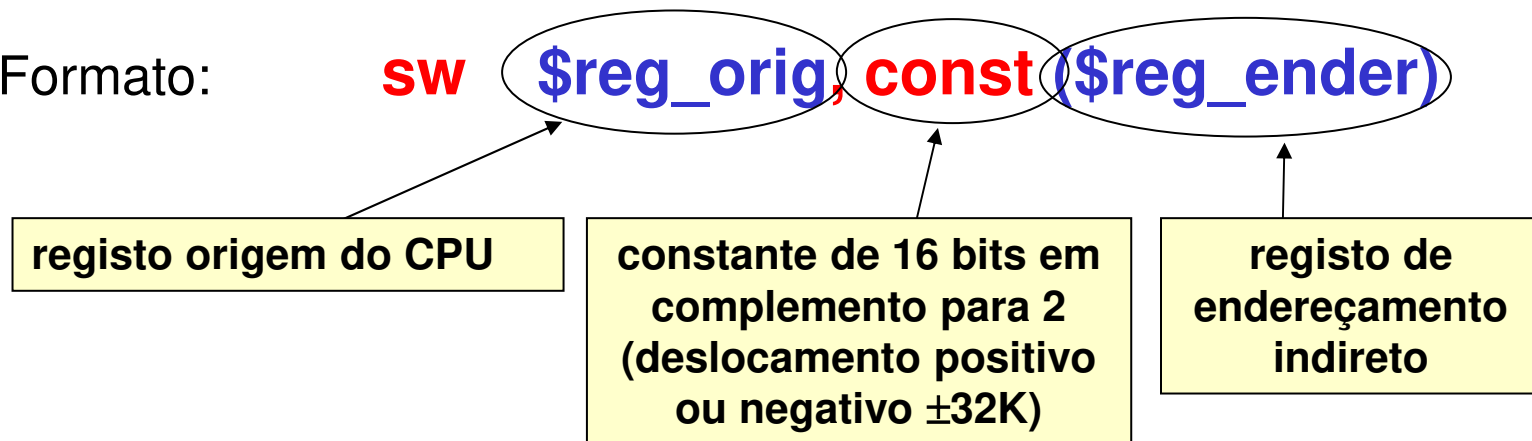 Formato: sw $reg_orig, const ($reg_ender)
registo origem do CPU
constante de 16 bits em
complemento para 2
(deslocamento positivo
ou negativo ±32K)
registo de
endereçamento
indireto